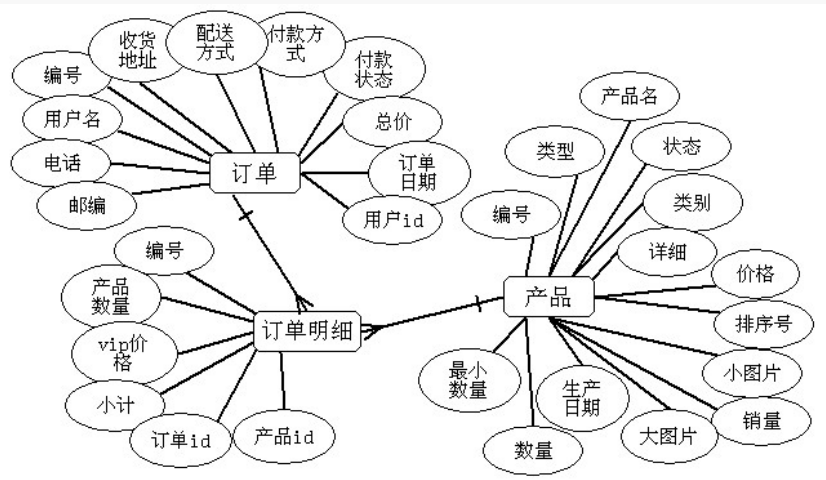 收货
地址
配送
方式
付款方
式
付款
状态
编号
用户名
电话
邮编
总价
订单
日期
用户id
订单
产品名
类型
状态
编号
类别
详细
价格
排序号
小图片
销量
大图片
生产
日期
数量
最小
数量
产品
编号
产品
数量
vip价
格
小计
订单id
产品id
订单明细